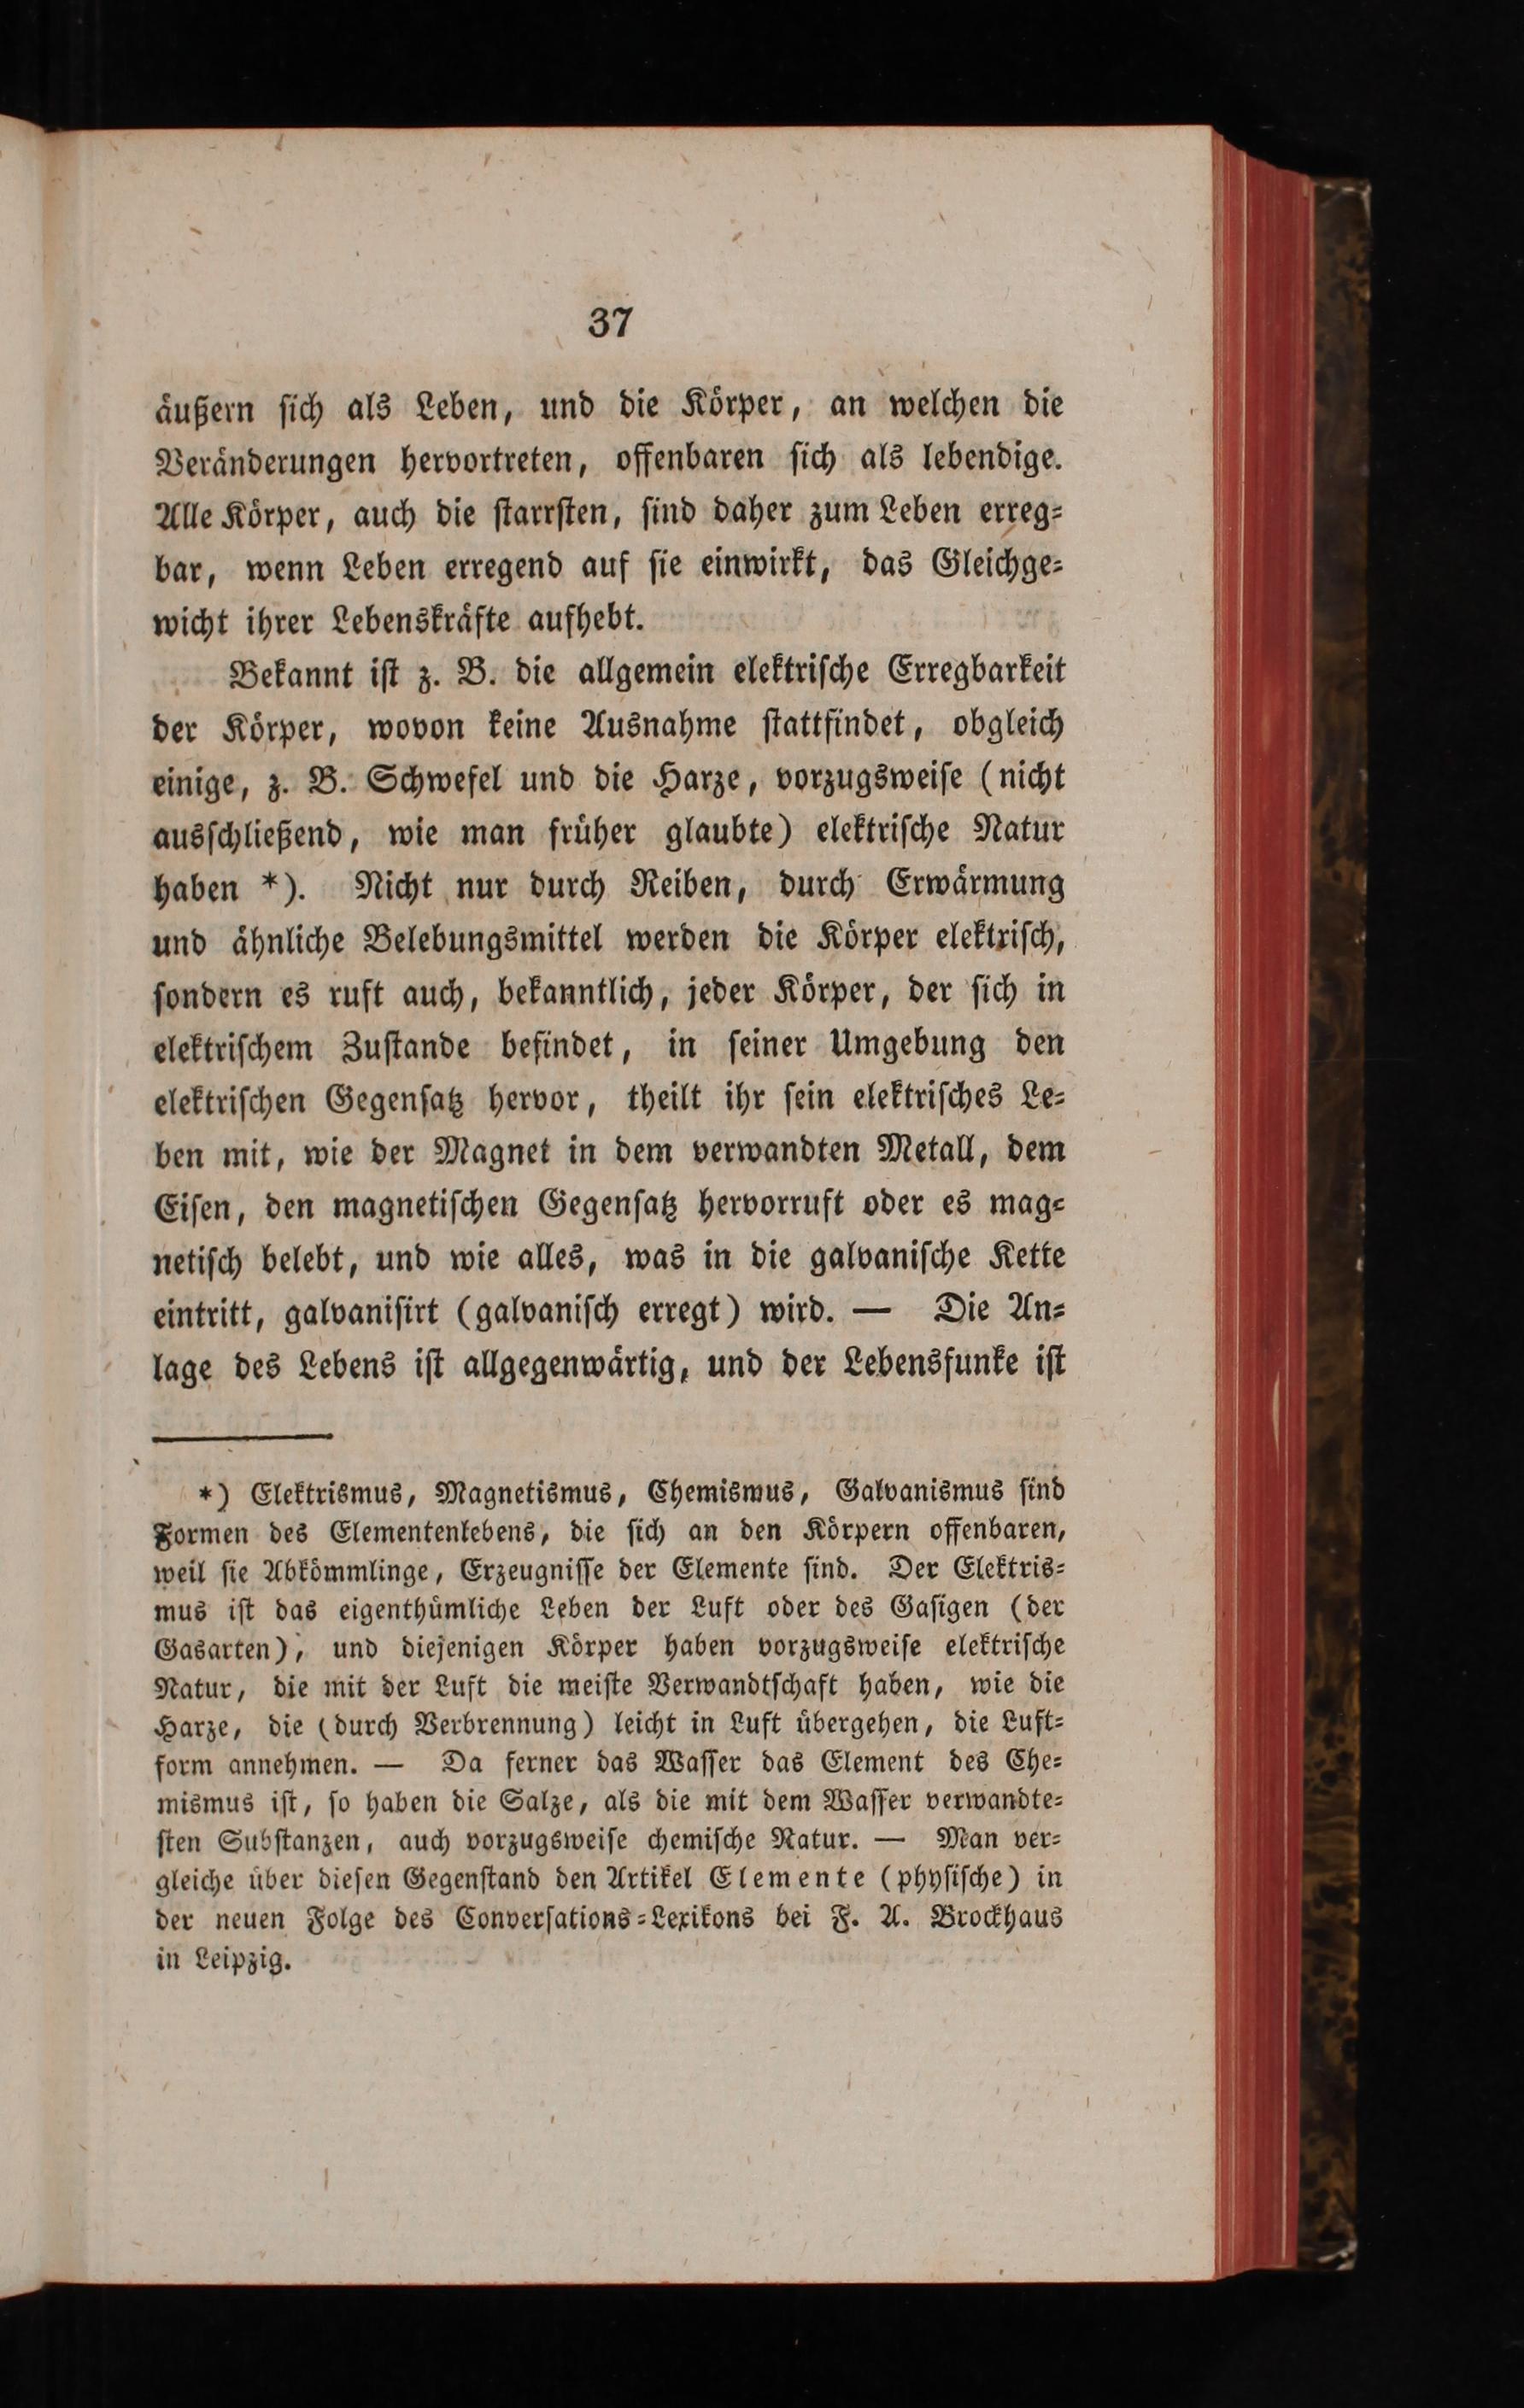 37
äußern ſich als Leben, und die Körper, an welchen die
Veränderungen hervortreten, offenbaren ſich als lebendige.
Alle Körper, auch die ſtarrſten, ſind daher zum Leben erreg⸗
bar, wenn Leben erregend auf ſie einwirkt, das Gleichge⸗
wicht ihrer Lebenskräfte aufhebt.
Bekannt iſt z. B. die allgemein elektriſche Erregbarkeit
der Körper, wovon keine Ausnahme ſtattfindet, obgleich
einige, z. B. Schwefel und die Harze, vorzugsweiſe (nicht
ausſchließend, wie man früher glaubte) elektriſche Natur
haben *). Nicht nur durch Reiben, durch Erwärmung
und ähnliche Belebungsmittel werden die Körper elektriſch,
ſondern es ruft auch, bekanntlich, jeder Körper, der ſich in
elektriſchem Zuſtande befindet, in ſeiner Umgebung den
elektriſchen Gegenſatz hervor, theilt ihr ſein elektriſches Le⸗
ben mit, wie der Magnet in dem verwandten Metall, dem
Eiſen, den magnetiſchen Gegenſatz hervorruft oder es mag⸗
netiſch belebt, und wie alles, was in die galvaniſche Kette
eintritt, galvaniſirt (galvaniſch erregt) wird. — Die An⸗
lage des Lebens iſt allgegenwärtig, und der Lebensfunke iſt
*) Elektrismus, Magnetismus, Chemismus, Galvanismus ſind
Formen des Elementenlebens, die ſich an den Körpern offenbaren,
weil ſie Abkömmlinge, Erzeugniſſe der Elemente ſind. Der Elektris⸗
mus iſt das eigenthümliche Leben der Luft oder des Gaſigen (der
Gasarten), und diejenigen Körper haben vorzugsweiſe elektriſche
Natur, die mit der Luft die meiſte Verwandtſchaft haben, wie die
Harze, die (durch Verbrennung) leicht in Luft übergehen, die Luft⸗
form annehmen. — Da ferner das Waſſer das Element des Che⸗
mismus iſt, ſo haben die Salze, als die mit dem Waſſer verwandte⸗
ſten Subſtanzen, auch vorzugsweiſe chemiſche Natur. — Man ver⸗
gleiche über dieſen Gegenſtand den Artikel Elemente (phyſiſche) in
der neuen Folge des Converſations⸗Lexikons bei F. A. Brockhaus
in Leipzig.